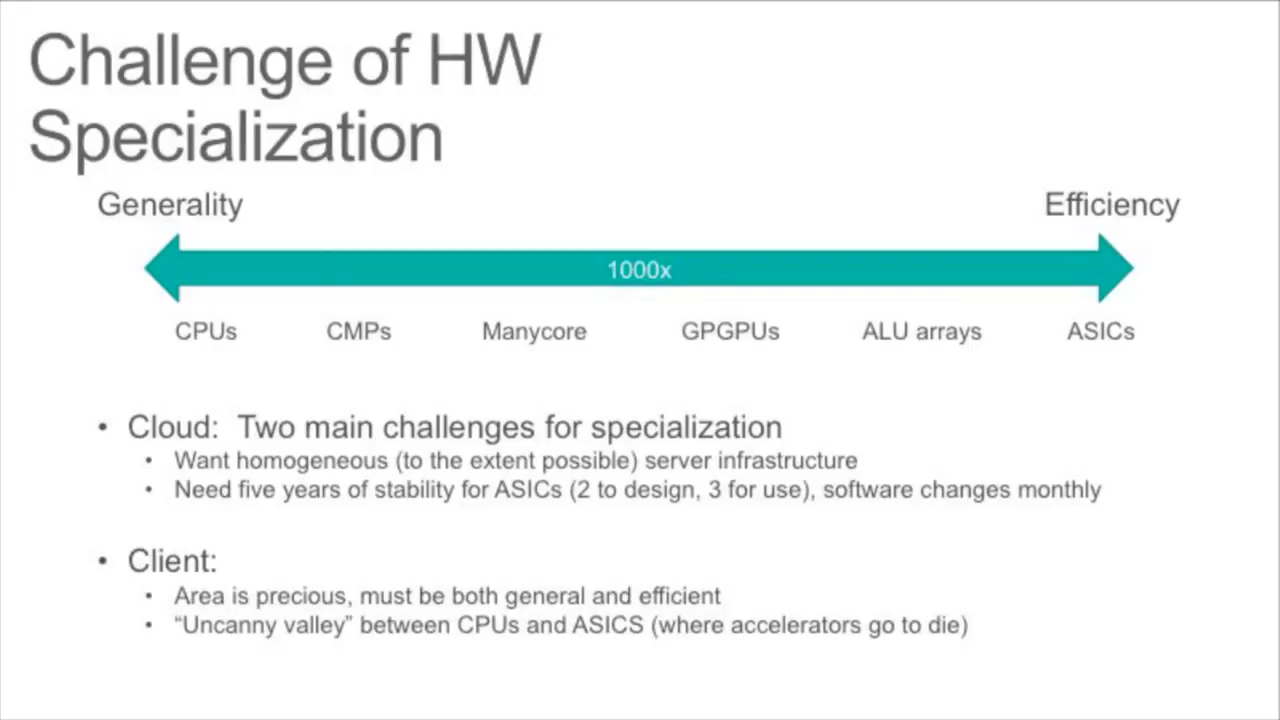 Challenge of HW
Specialization
Generality
Efficiency
1000x
CPUs
CMPs
Manycore
GPGPUs
ALU arrays
ASICs
• Cloud: Two main challenges for specialization
• Want homogeneous (to the extent possible) server infrastructure
• Need five years of stability for ASICs (2 to design, 3 for use), software changes monthly
• Client:
• Area is precious, must be both general and efficient
• “Uncanny valley” between CPUs and ASICS (where accelerators go to die)